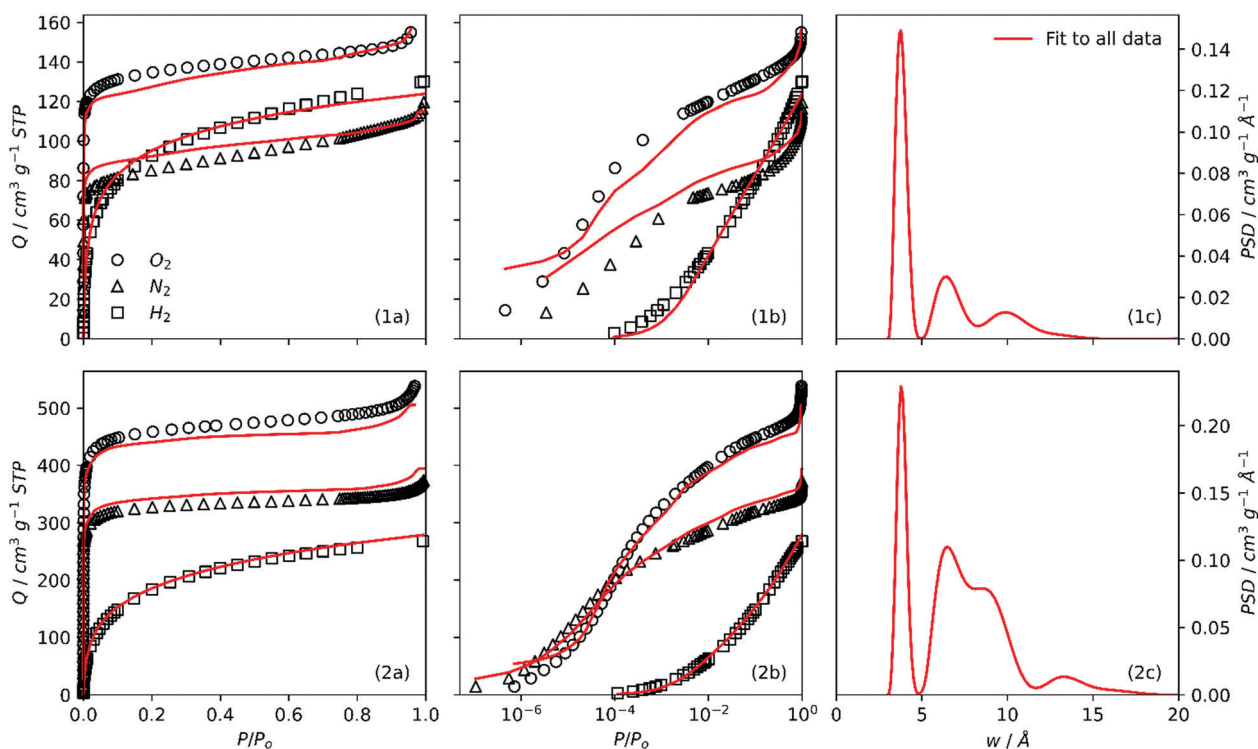 160
140
120
100
80
60
40
20
0
Q / cm³ g⁻¹ STP
O₂
N₂
H₂
(1a)
(1b)
Fit to all data
(1c)
0.14
0.12
0.10
0.08
0.06
0.04
0.02
0.00
PSD / cm³ g⁻¹ Å⁻¹
500
400
300
200
100
0
Q / cm³ g⁻¹ STP
(2a)
(2b)
(2c)
0.20
0.15
0.10
0.05
0.00
PSD / cm³ g⁻¹ Å⁻¹
0.0 0.2 0.4 0.6 0.8 1.0
P/Pₒ
10⁻⁶ 10⁻⁴ 10⁻² 10⁰
P/Pₒ
0 5 10 15 20
w / Å